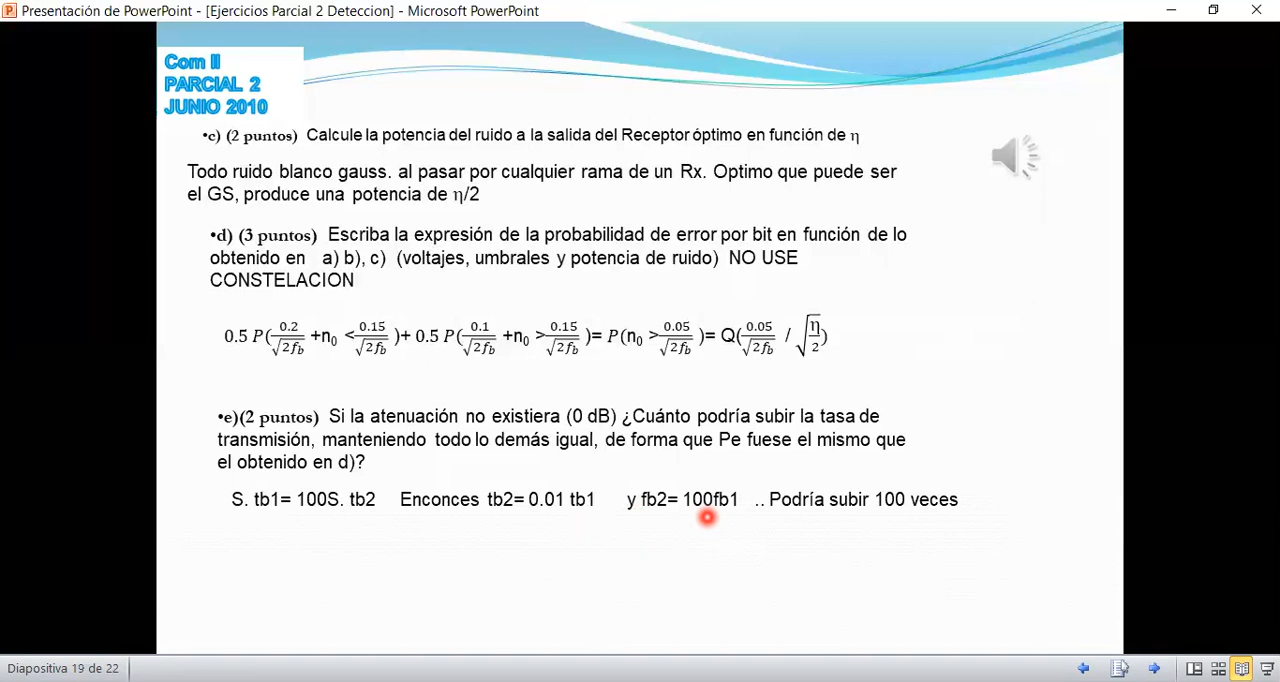 Presentación de PowerPoint - [Ejercicios Parcial 2 Deteccion] - Microsoft PowerPoint
Com II
PARCIAL 2
JUNIO 2010
•c) (2 puntos) Calcule la potencia del ruido a la salida del Receptor óptimo en función de η
Todo ruido blanco gauss. al pasar por cualquier rama de un Rx. Optimo que puede ser
el GS, produce una potencia de η/2
•d) (3 puntos) Escriba la expresión de la probabilidad de error por bit en función de lo
obtenido en a) b), c) (voltajes, umbrales y potencia de ruido) NO USE
CONSTELACION
0.5 P(0.2/√2f_b +n₀ <0.15/√2f_b)+ 0.5 P(0.1/√2f_b +n₀ >0.15/√2f_b)= P(n₀ >0.05/√2f_b)= Q(0.05/√2f_b / √η/2)
•e)(2 puntos) Si la atenuación no existiera (0 dB) ¿Cuánto podría subir la tasa de
transmisión, manteniendo todo lo demás igual, de forma que Pe fuese el mismo que
el obtenido en d)?
S. tb1= 100S. tb2 Enconces tb2= 0.01 tb1 y fb2= 100fb1 .. Podría subir 100 veces
Diapositiva 19 de 22